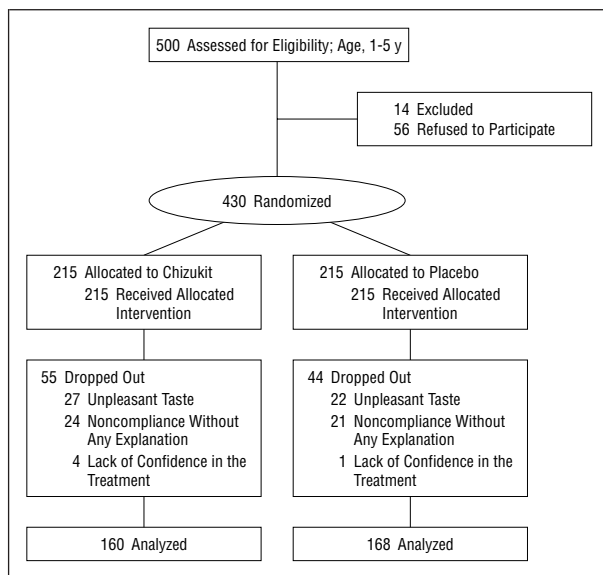 500 Assessed for Eligibility; Age, 1-5 y
14 Excluded
56 Refused to Participate
430 Randomized
215 Allocated to Chizukit
215 Received Allocated
Intervention
215 Allocated to Placebo
215 Received Allocated
Intervention
55 Dropped Out
27 Unpleasant Taste
24 Noncompliance Without
Any Explanation
4 Lack of Confidence in the
Treatment
44 Dropped Out
22 Unpleasant Taste
21 Noncompliance Without
Any Explanation
1 Lack of Confidence in the
Treatment
160 Analyzed
168 Analyzed